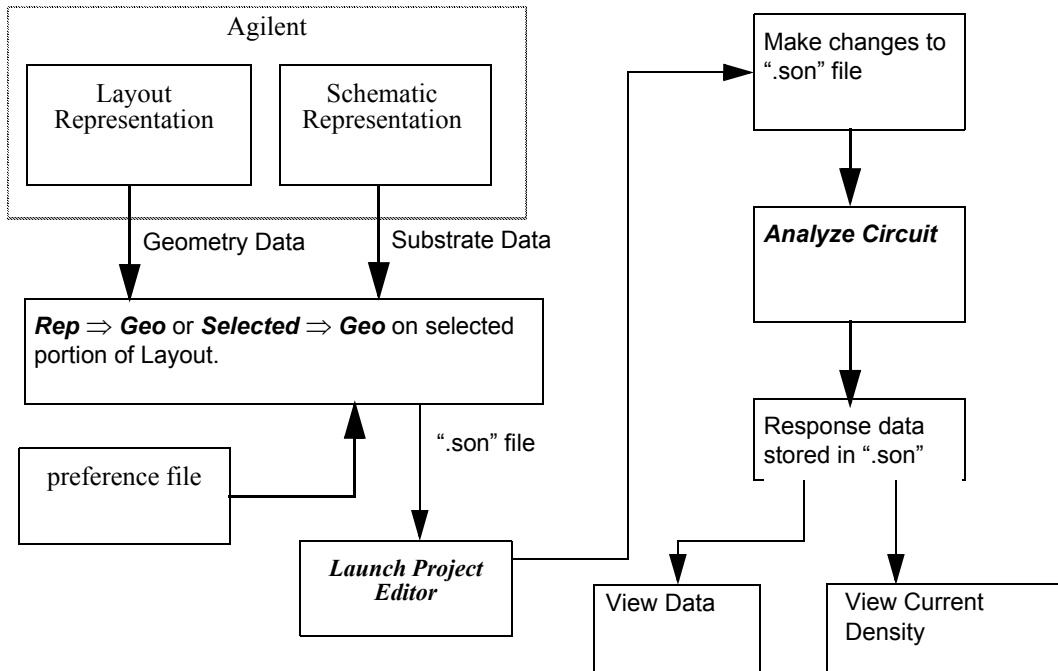 Agilent
Layout
Representation
Schematic
Representation
Geometry Data
Substrate Data
Rep ⇒ Geo or Selected ⇒ Geo on selected
portion of Layout.
preference file
“.son” file
Launch Project
Editor
Make changes to
“.son” file
Analyze Circuit
Response data
stored in “.son”
View Data
View Current
Density